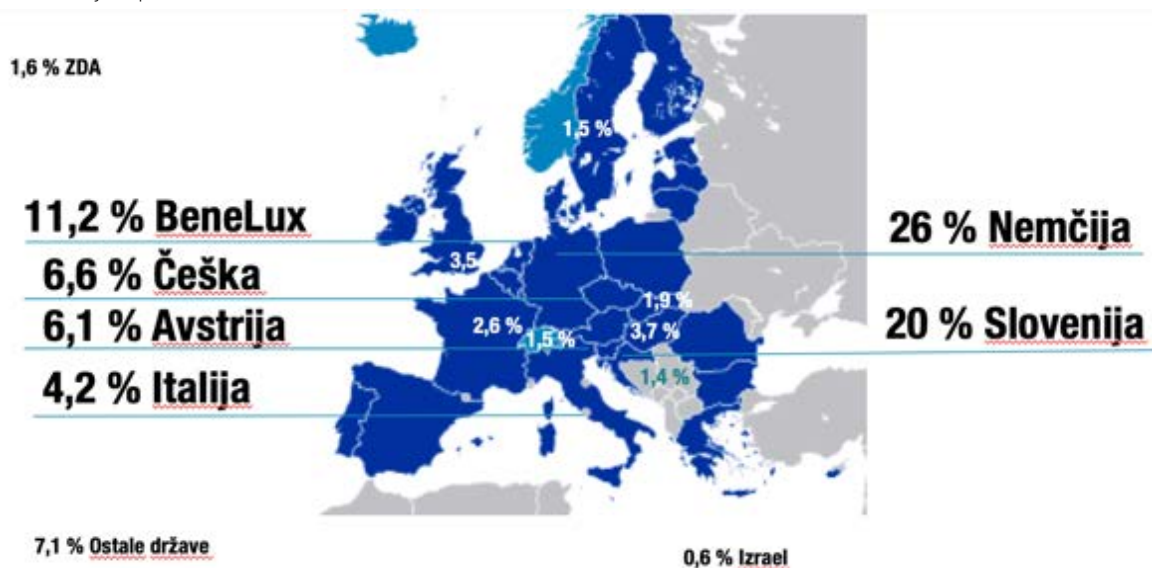 1,6 % ZDA
1,5 %
11,2 % BeneLux
26 % Nemčija
3,5
6,6 % Češka
1,9 %
6,1 % Avstrija
2,6 %
1,5 %
3,7 %
20 % Slovenija
1,4 %
4,2 % Italija
7,1 % Ostale države
0,6 % Izrael